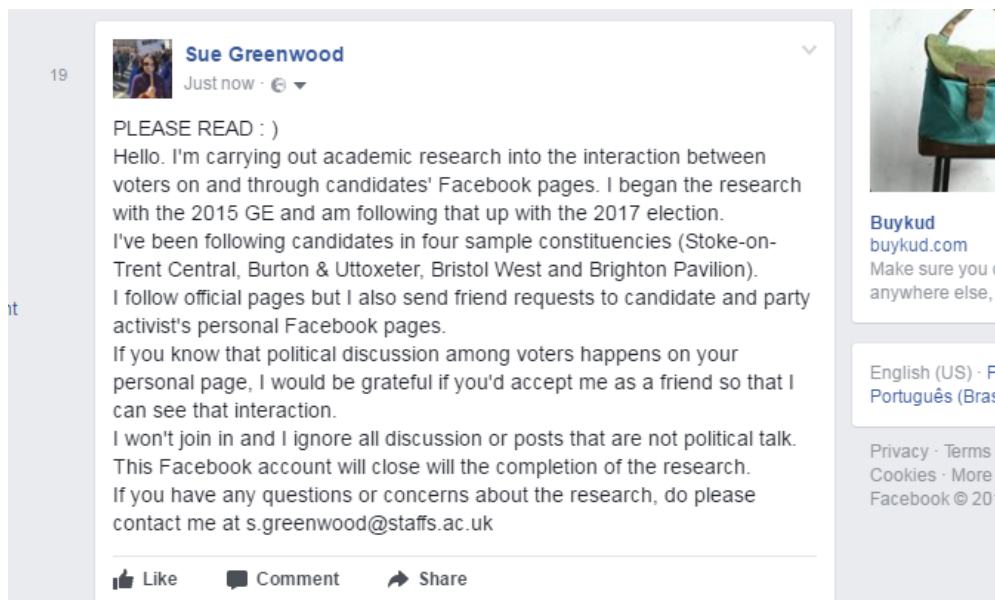 19
Sue Greenwood
Just now ·
PLEASE READ : )
Hello. I'm carrying out academic research into the interaction between
voters on and through candidates' Facebook pages. I began the research
with the 2015 GE and am following that up with the 2017 election.
I've been following candidates in four sample constituencies (Stoke-on-
Trent Central, Burton & Uttoxeter, Bristol West and Brighton Pavilion).
I follow official pages but I also send friend requests to candidate and party
activist's personal Facebook pages.
If you know that political discussion among voters happens on your
personal page, I would be grateful if you'd accept me as a friend so that I
can see that interaction.
I won't join in and I ignore all discussion or posts that are not political talk.
This Facebook account will close will the completion of the research.
If you have any questions or concerns about the research, do please
contact me at s.greenwood@staffs.ac.uk
Like Comment Share
Buykud
buykud.com
Make sure you
anywhere else,
English (US) ·
Português (Bras
Privacy · Terms
Cookies · More
Facebook © 20